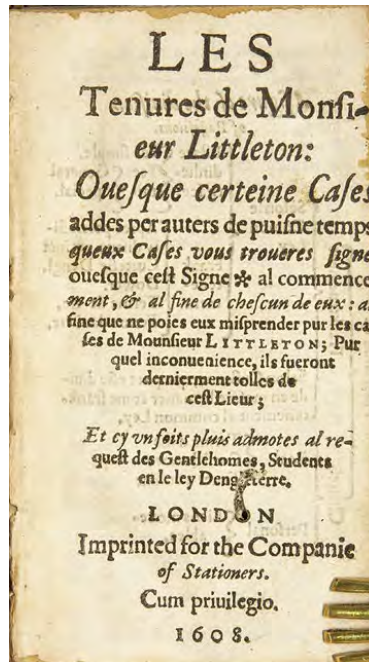 LES
Tenures de Monſi-
eur Littleton:
Oueſque certeine Caſes
addes per auters de puiſne temps
queux Caſes vous troueres ſigne
oueſque ceſt Signe ✻ al commence
ment, & al fine de cheſcun de eux: a
fine que ne poies eux miſprender pur les ca
ſes de Mounſieur LITTLETON; Pur
quel inconuenience, ils fueront
dernierment tolles de
ceſt Lieur;
Et cy vnſoits pluis admotes al re-
queſt des Gentlehomes, Students
en le ley Dengleterre.
LONDON
Imprinted for the Companie
of Stationers.
Cum priuilegio.
1608.